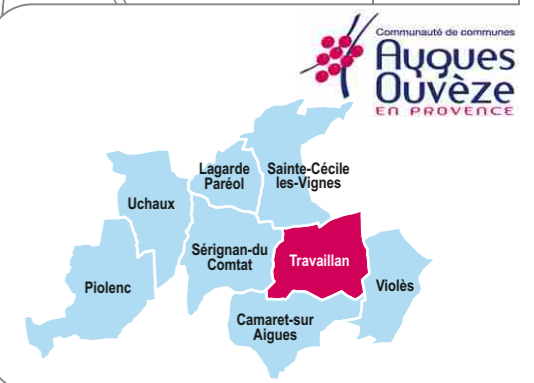 Communauté de communes
Aygues
Ouvèze
EN PROVENCE
Lagarde
Paréol
Sainte-Cécile
les-Vignes
Uchaux
Sérignan-du
Comtat
Travaillan
Piolenc
Violès
Camaret-sur
Aigues